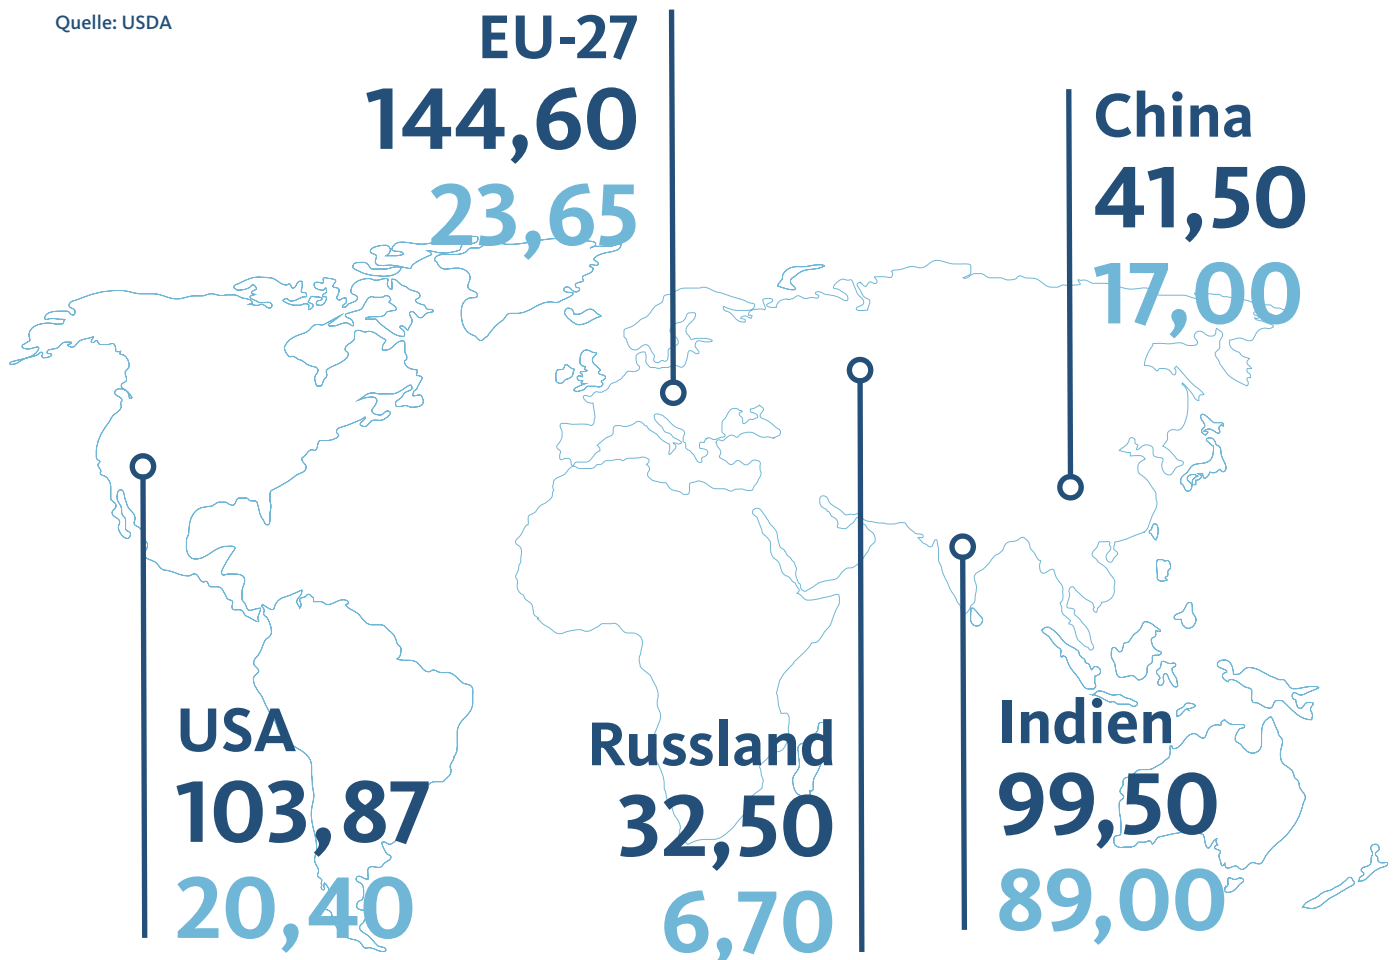 Quelle: USDA
EU-27
144,60
23,65
China
41,50
17,00
USA
103,87
20,40
Russland
32,50
6,70
Indien
99,50
89,00